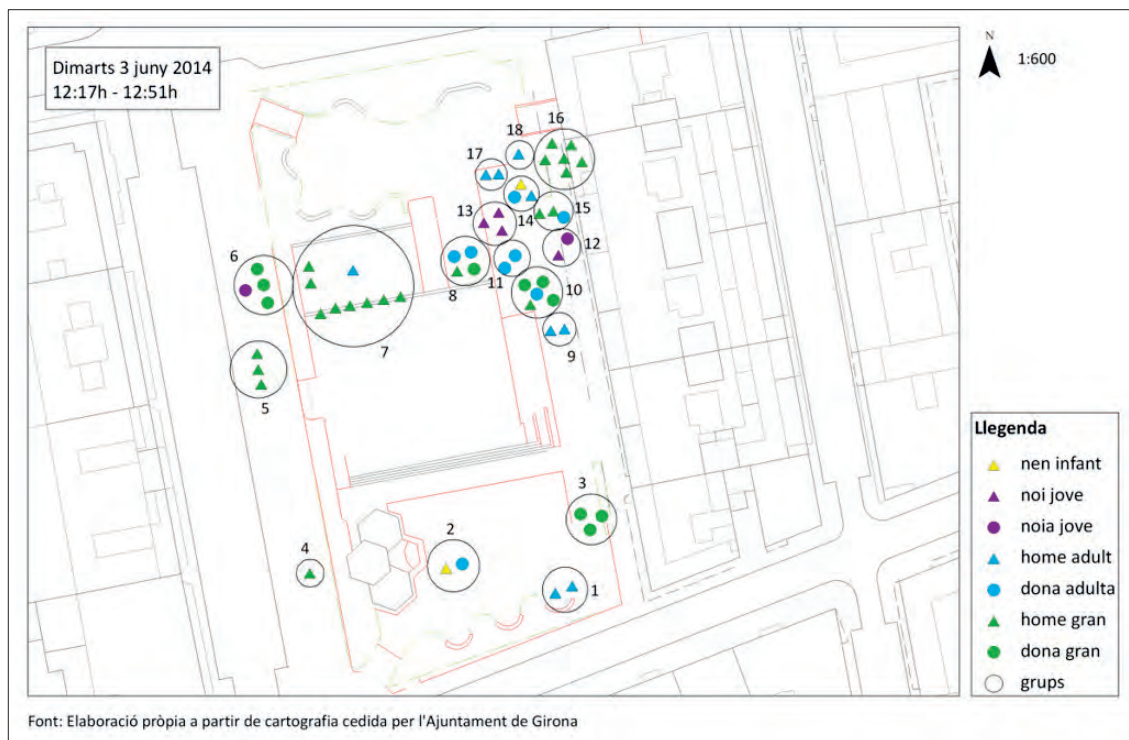 Dimarts 3 juny 2014
12:17h - 12:51h
N
1:600
18
16
17
13
14
15
12
6
8
11
10
7
9
5
3
2
4
1
Llegenda
nen infant
noi jove
noia jove
home adult
dona adulta
home gran
dona gran
grups
Font: Elaboració pròpia a partir de cartografia cedida per l'Ajuntament de Girona